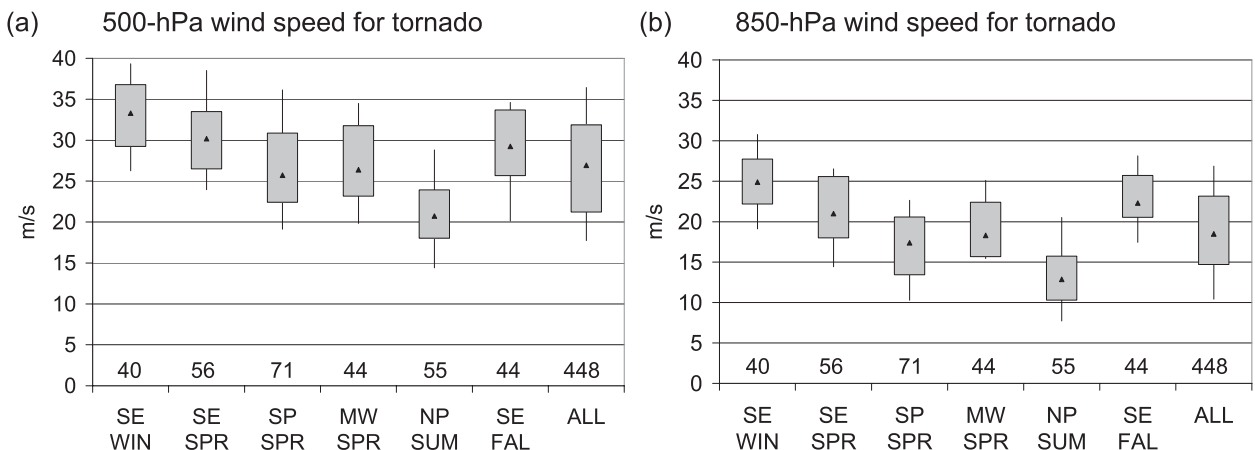 (a) 500-hPa wind speed for tornado
40
35
30
25
20
15
10
5
0
m/s
40 56 71 44 55 44 448
SE SE SP MW NP SE ALL
WIN SPR SPR SPR SUM FAL
(b) 850-hPa wind speed for tornado
40
35
30
25
20
15
10
5
0
m/s
40 56 71 44 55 44 448
SE SE SP MW NP SE ALL
WIN SPR SPR SPR SUM FAL